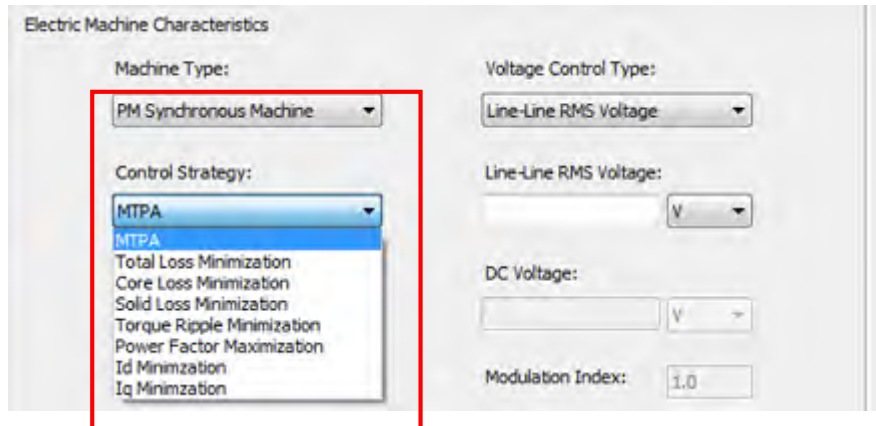 Electric Machine Characteristics
Machine Type:
Voltage Control Type:
PM Synchronous Machine
Line-Line RMS Voltage
Control Strategy:
Line-Line RMS Voltage:
MTPA
V
MTPA
Total Loss Minimization
Core Loss Minimization
Solid Loss Minimization
Torque Ripple Minimization
Power Factor Maximization
Id Minimzation
Iq Minimzation
DC Voltage:
V
Modulation Index:
1.0